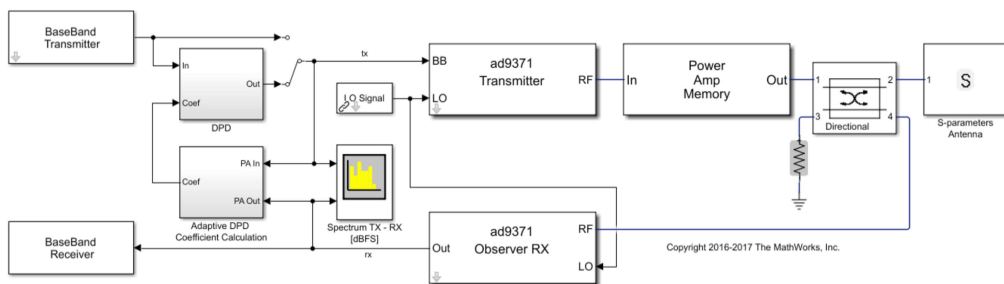 BaseBand
Transmitter
In
Out
Coef
DPD
tx
LO Signal
BB
LO
ad9371
Transmitter
RF
In
Power
Amp
Memory
Out
1
2
3
4
Directional
1
S
S-parameters
Antenna
PA In
Coef
PA Out
Adaptive DPD
Coefficient Calculation
Spectrum TX - RX
[dBFS]
BaseBand
Receiver
rx
Out
ad9371
Observer RX
RF
LO
Copyright 2016-2017 The MathWorks, Inc.